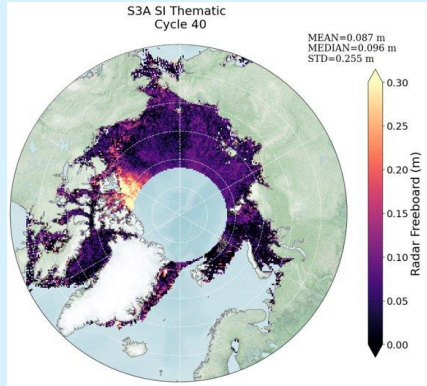 S3A SI Thematic
Cycle 40
MEAN=0.087 m
MEDIAN=0.096 m
STD=0.255 m
0.30
0.25
0.20
0.15
0.10
0.05
0.00
Radar Freeboard (m)